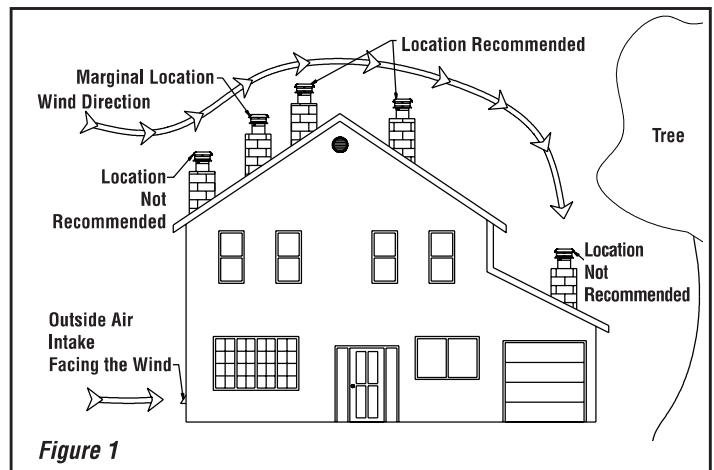 Location Recommended
Marginal Location
Wind Direction
Tree
Location
Not
Recommended
Location
Not
Recommended
Outside Air
Intake
Facing the Wind
Figure 1